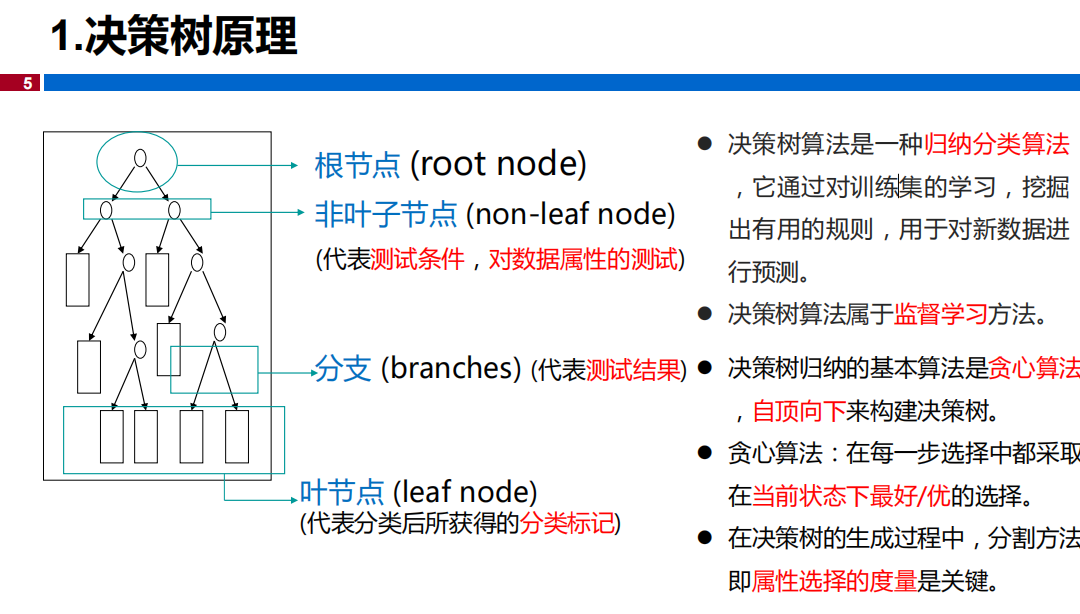 1.决策树原理
5
根节点 (root node)
非叶子节点 (non-leaf node)
(代表测试条件，对数据属性的测试)
分支 (branches) (代表测试结果)
叶节点 (leaf node)
(代表分类后所获得的分类标记)
● 决策树算法是一种归纳分类算法
，它通过对训练集的学习，挖掘
出有用的规则，用于对新数据进
行预测。
● 决策树算法属于监督学习方法。
● 决策树归纳的基本算法是贪心算法
，自顶向下来构建决策树。
● 贪心算法：在每一步选择中都采取
在当前状态下最好/优的选择。
● 在决策树的生成过程中，分割方法
即属性选择的度量是关键。